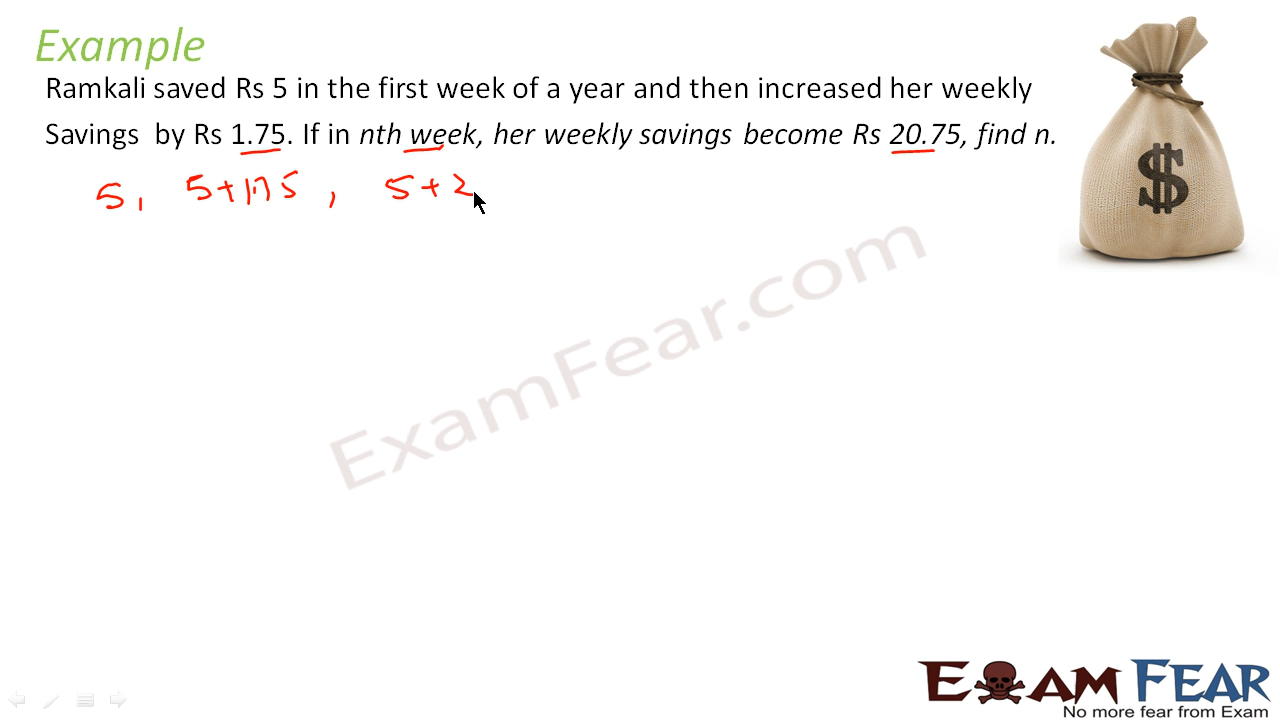 Example
Ramkali saved Rs 5 in the first week of a year and then increased her weekly
Savings by Rs 1.75. If in nth week, her weekly savings become Rs 20.75, find n.
5, 5+1.75, 5+2
$
ExamFear.com
EXAM FEAR
No more fear from Exam